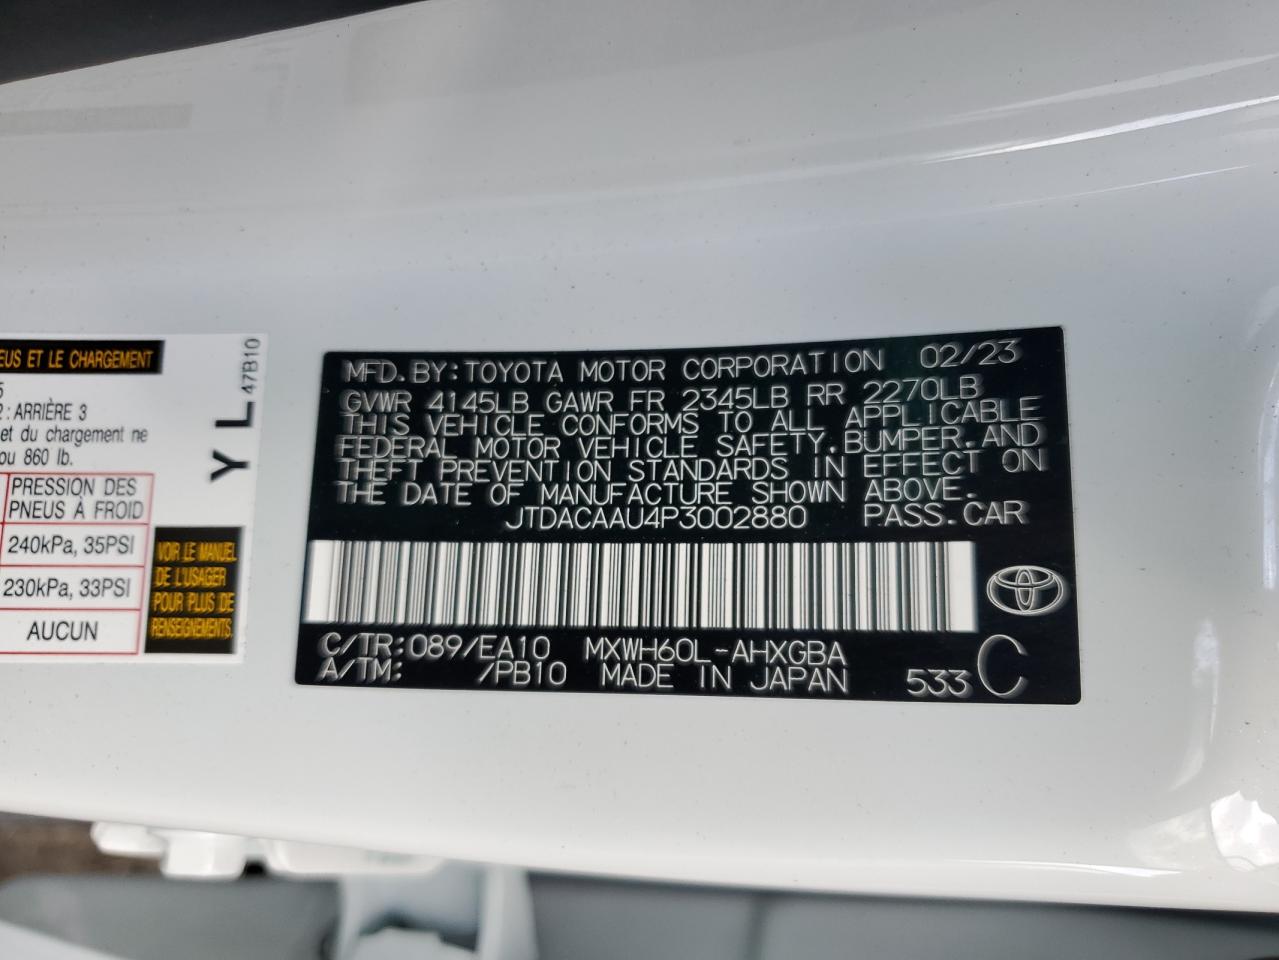 EUS ET LE CHARGEMENT
5
2 : ARRIÈRE 3
et du chargement ne
ou 860 lb.
PRESSION DES
PNEUS À FROID
240kPa, 35PSI
230kPa, 33PSI
AUCUN
Y L 47B10
VOIR LE MANUEL
DE L'USAGER
POUR PLUS DE
RENSEIGNEMENTS.
MFD. BY: TOYOTA MOTOR CORPORATION 02/23
GVWR 4145LB GAWR FR 2345LB RR 2270LB
THIS VEHICLE CONFORMS TO ALL APPLICABLE
FEDERAL MOTOR VEHICLE SAFETY, BUMPER, AND
THEFT PREVENTION STANDARDS IN EFFECT ON
THE DATE OF MANUFACTURE SHOWN ABOVE.
JTDACAAU4P3002880 PASS. CAR
C/TR: 089/EA10 MXWH60L-AHXGBA
A/TM: /PB10 MADE IN JAPAN 533 C